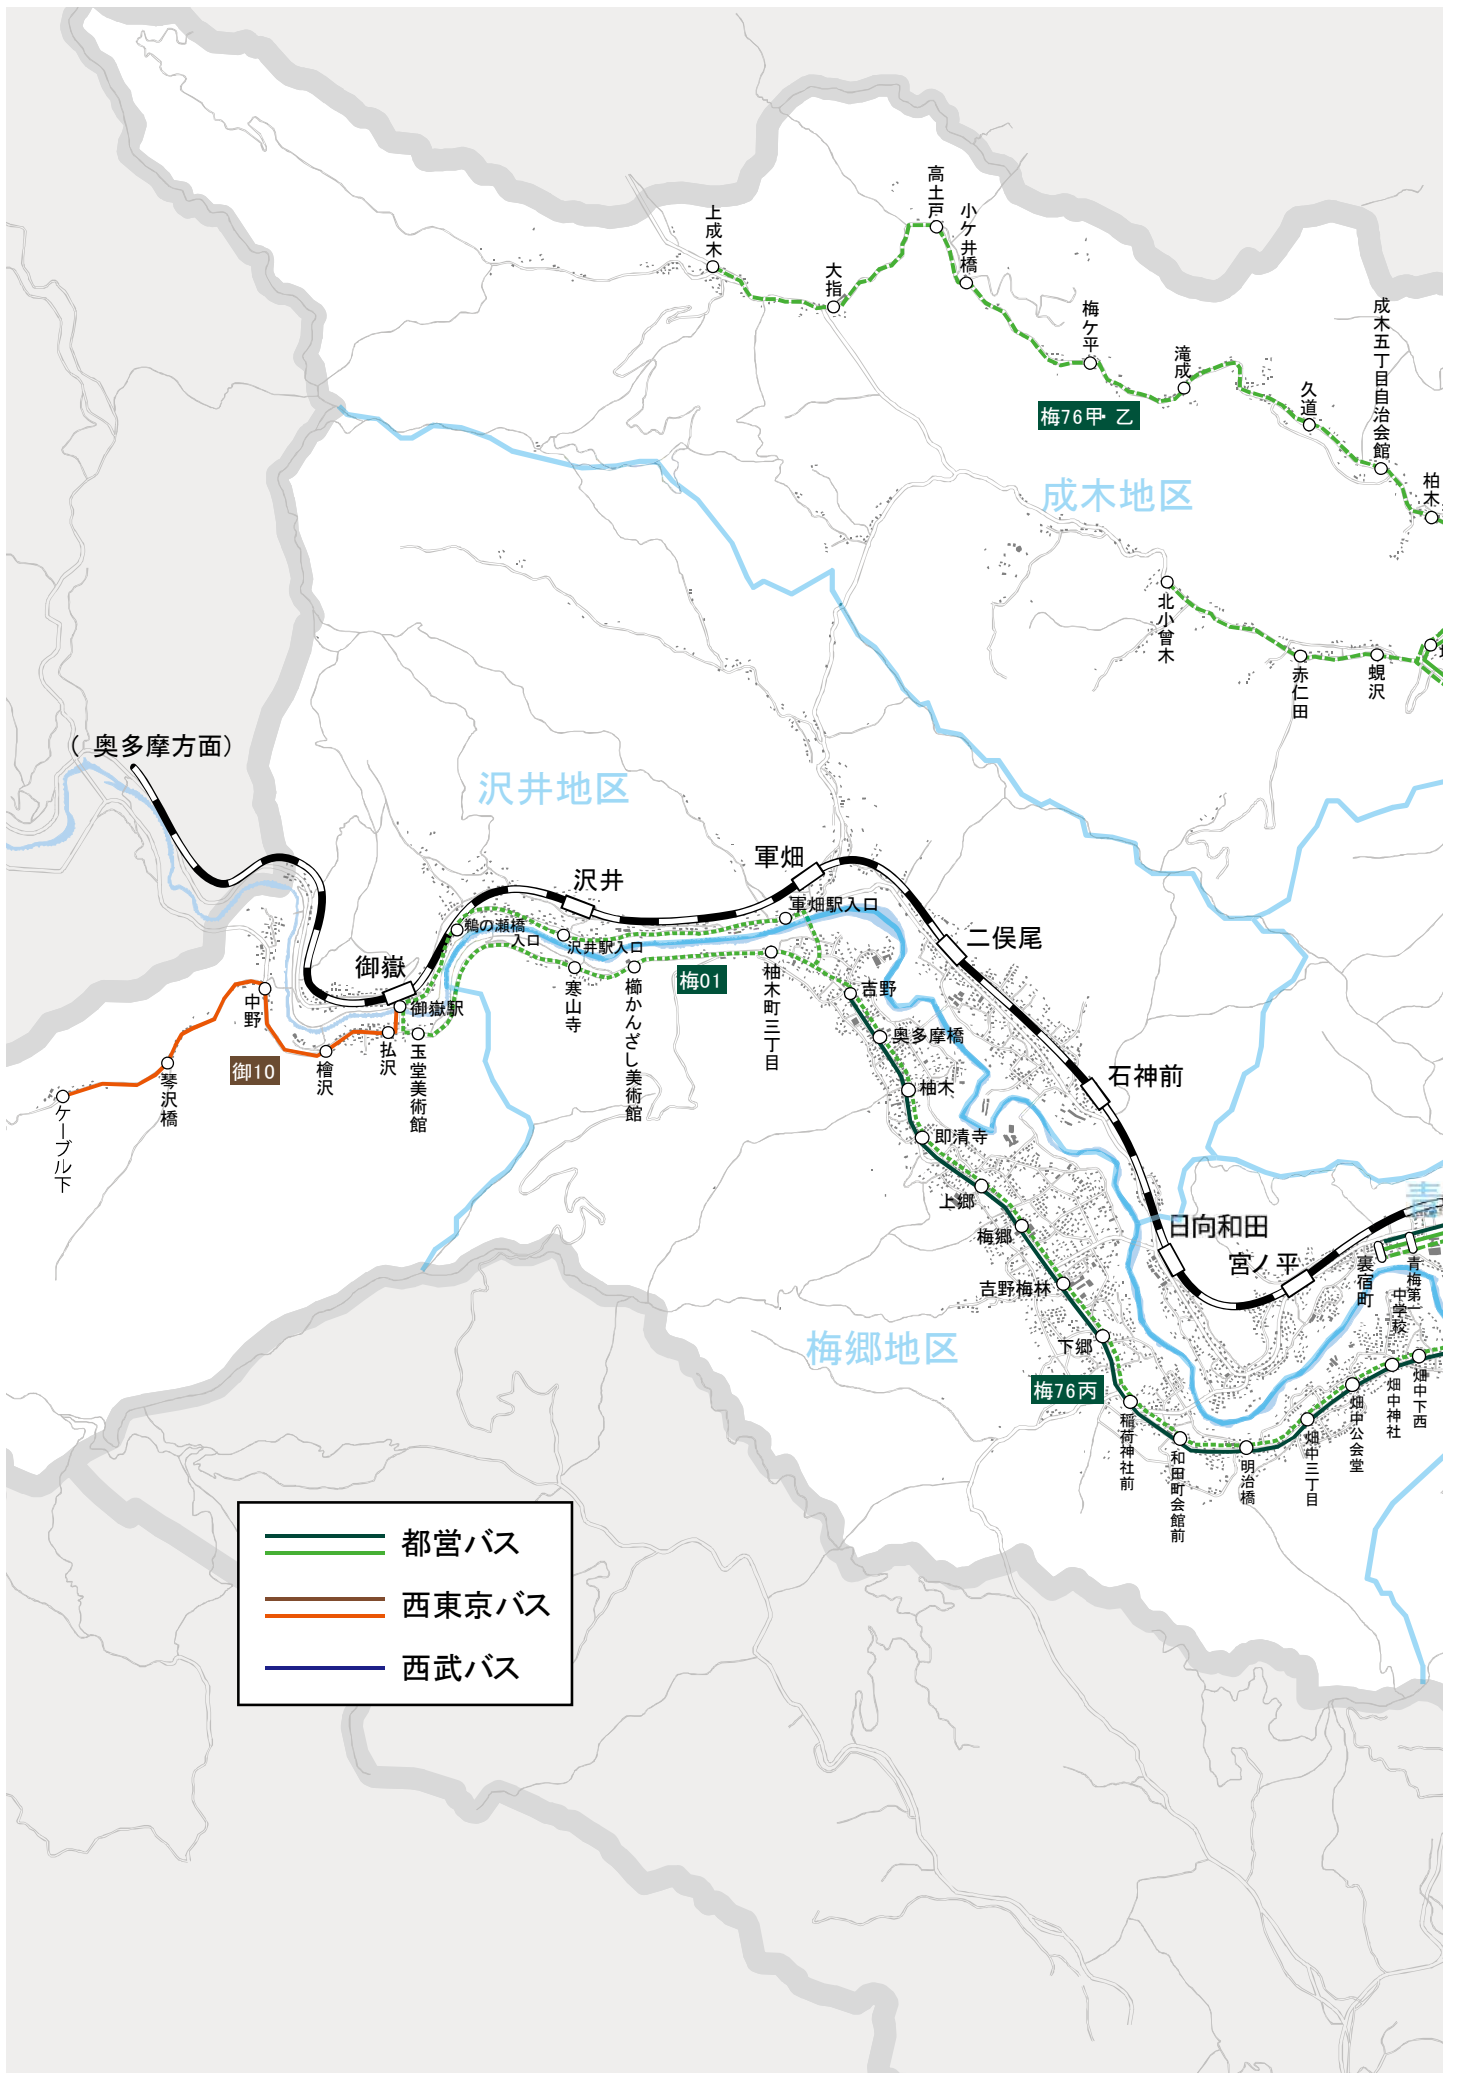 高土戸
上成木
小ケ井橋
大指
梅ケ平
成木五丁目自治会館
滝成
久道
梅76甲・乙
柏木
成木地区
北小曾木
赤仁田
蜆沢
（ 奥多摩方面）
沢井地区
軍畑
沢井
軍畑駅入口
鵜の瀬橋
入口
沢井駅入口
二俣尾
御嶽
梅01
柚木町三丁目
吉野
中野
御嶽駅
寒山寺
櫛かんざし美術館
奥多摩橋
払沢
玉堂美術館
檜沢
御10
琴沢橋
石神前
柚木
ケーブル下
即清寺
上郷
青
日向和田
梅郷
宮ノ平
裏宿町
青梅第一
中学校
吉野梅林
梅郷地区
下郷
梅76丙
稲荷神社前
和田町会館前
明治橋
畑中三丁目
畑中公会堂
畑中神社
畑中下西
都営バス
西東京バス
西武バス